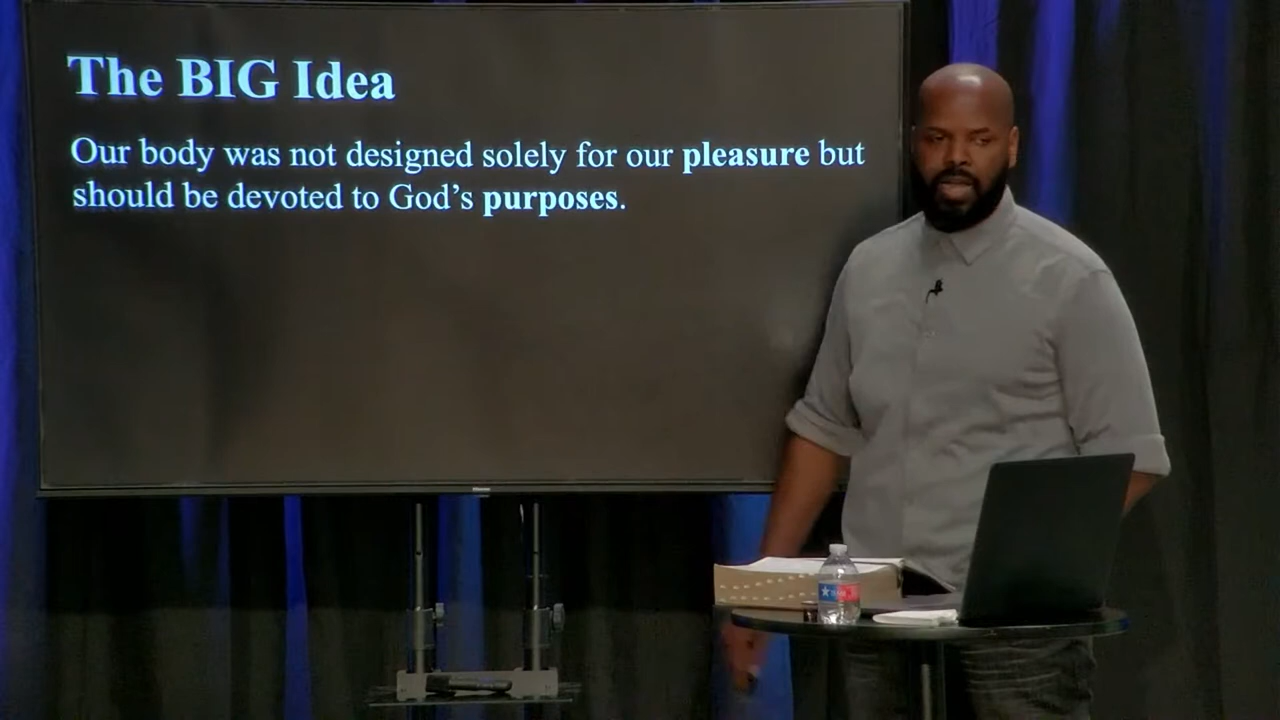 The BIG Idea
Our body was not designed solely for our pleasure but
should be devoted to God's purposes.